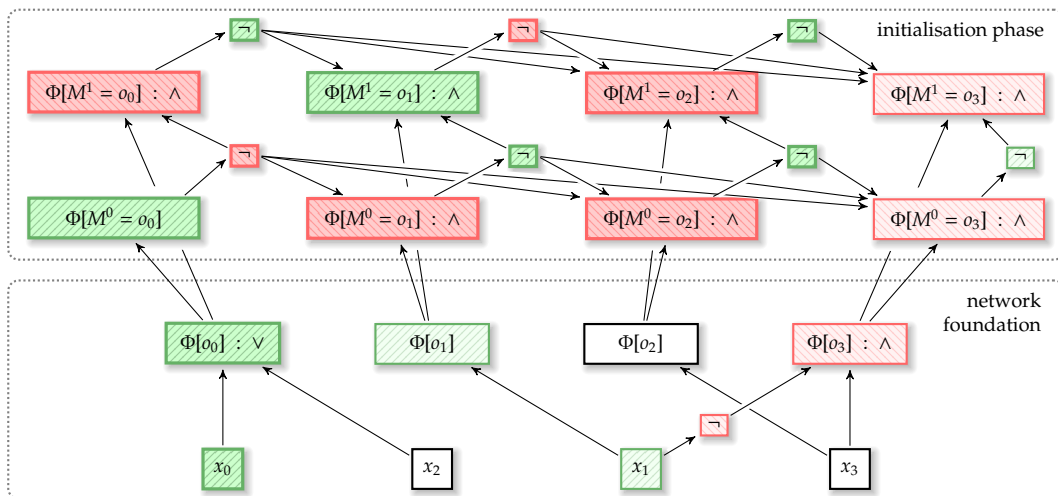 ¬ ¬ ¬ initialisation phase
Φ[M¹ = o₀] : ∧ Φ[M¹ = o₁] : ∧ Φ[M¹ = o₂] : ∧ Φ[M¹ = o₃] : ∧
¬ ¬ ¬ ¬
Φ[M⁰ = o₀] Φ[M⁰ = o₁] : ∧ Φ[M⁰ = o₂] : ∧ Φ[M⁰ = o₃] : ∧
network
foundation
Φ[o₀] : ∨ Φ[o₁] Φ[o₂] Φ[o₃] : ∧
¬
x₀ x₂ x₁ x₃